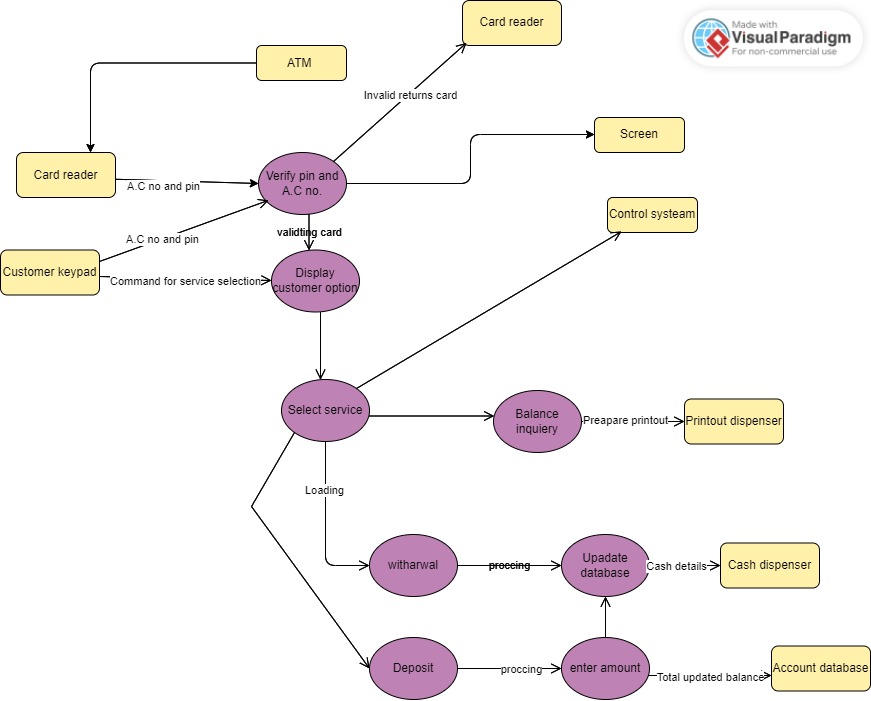 Card reader
Made with
VisualParadigm
For non-commercial use
ATM
Invalid returns card
Screen
Card reader
A.C no and pin
Verify pin and
A.C no.
Control systeam
validting card
A.C no and pin
Customer keypad
Command for service selection
Display
customer option
Select service
Balance
inquiery
Preapare printout
Printout dispenser
Loading
witharwal
proccing
Upadate
database
Cash details
Cash dispenser
Deposit
proccing
enter amount
Total updated balance
Account database